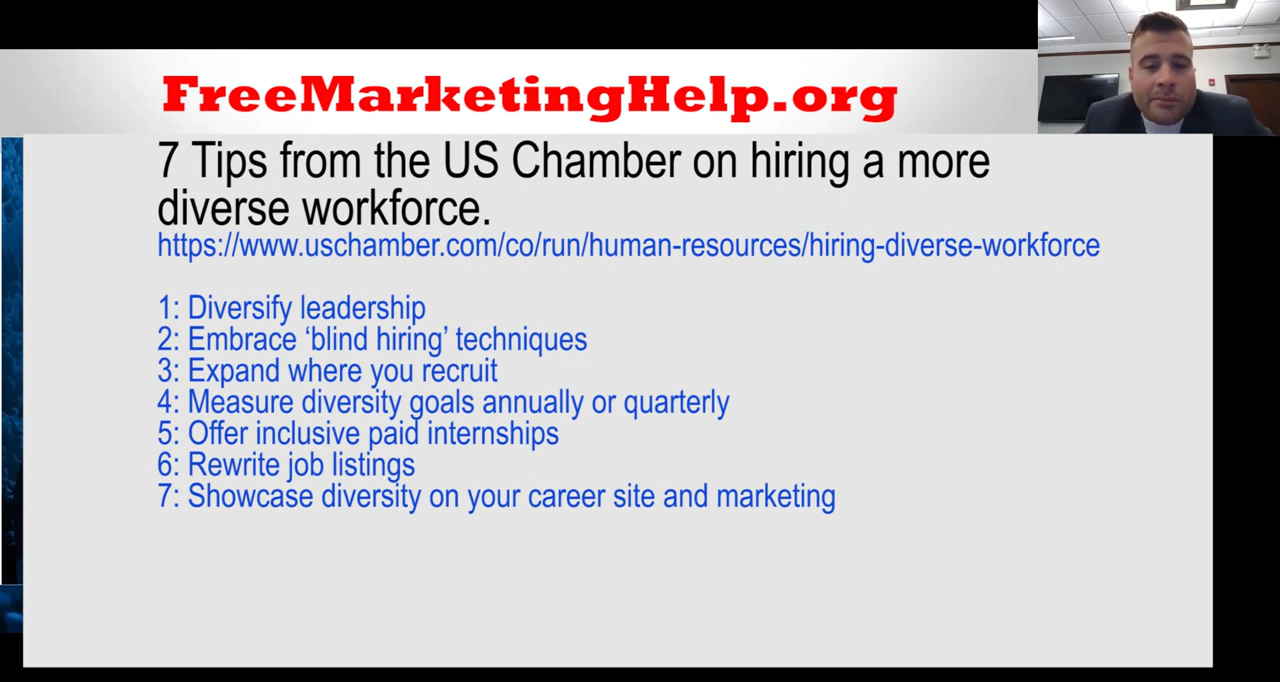 FreeMarketingHelp.org
7 Tips from the US Chamber on hiring a more
diverse workforce.
https://www.uschamber.com/co/run/human-resources/hiring-diverse-workforce
1: Diversify leadership
2: Embrace ‘blind hiring’ techniques
3: Expand where you recruit
4: Measure diversity goals annually or quarterly
5: Offer inclusive paid internships
6: Rewrite job listings
7: Showcase diversity on your career site and marketing